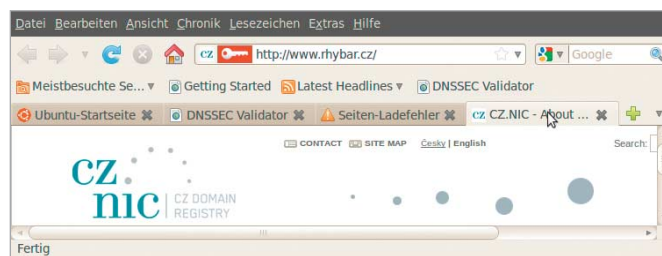 Datei Bearbeiten Ansicht Chronik Lesezeichen Extras Hilfe
cz http://www.rhybar.cz/ Google
Meistbesuchte Se... Getting Started Latest Headlines DNSSEC Validator
Ubuntu-Startseite DNSSEC Validator Seiten-Ladefehler cz CZ.NIC - About ...
CONTACT SITE MAP Česky | English Search:
CZ
nic
CZ DOMAIN
REGISTRY
Fertig